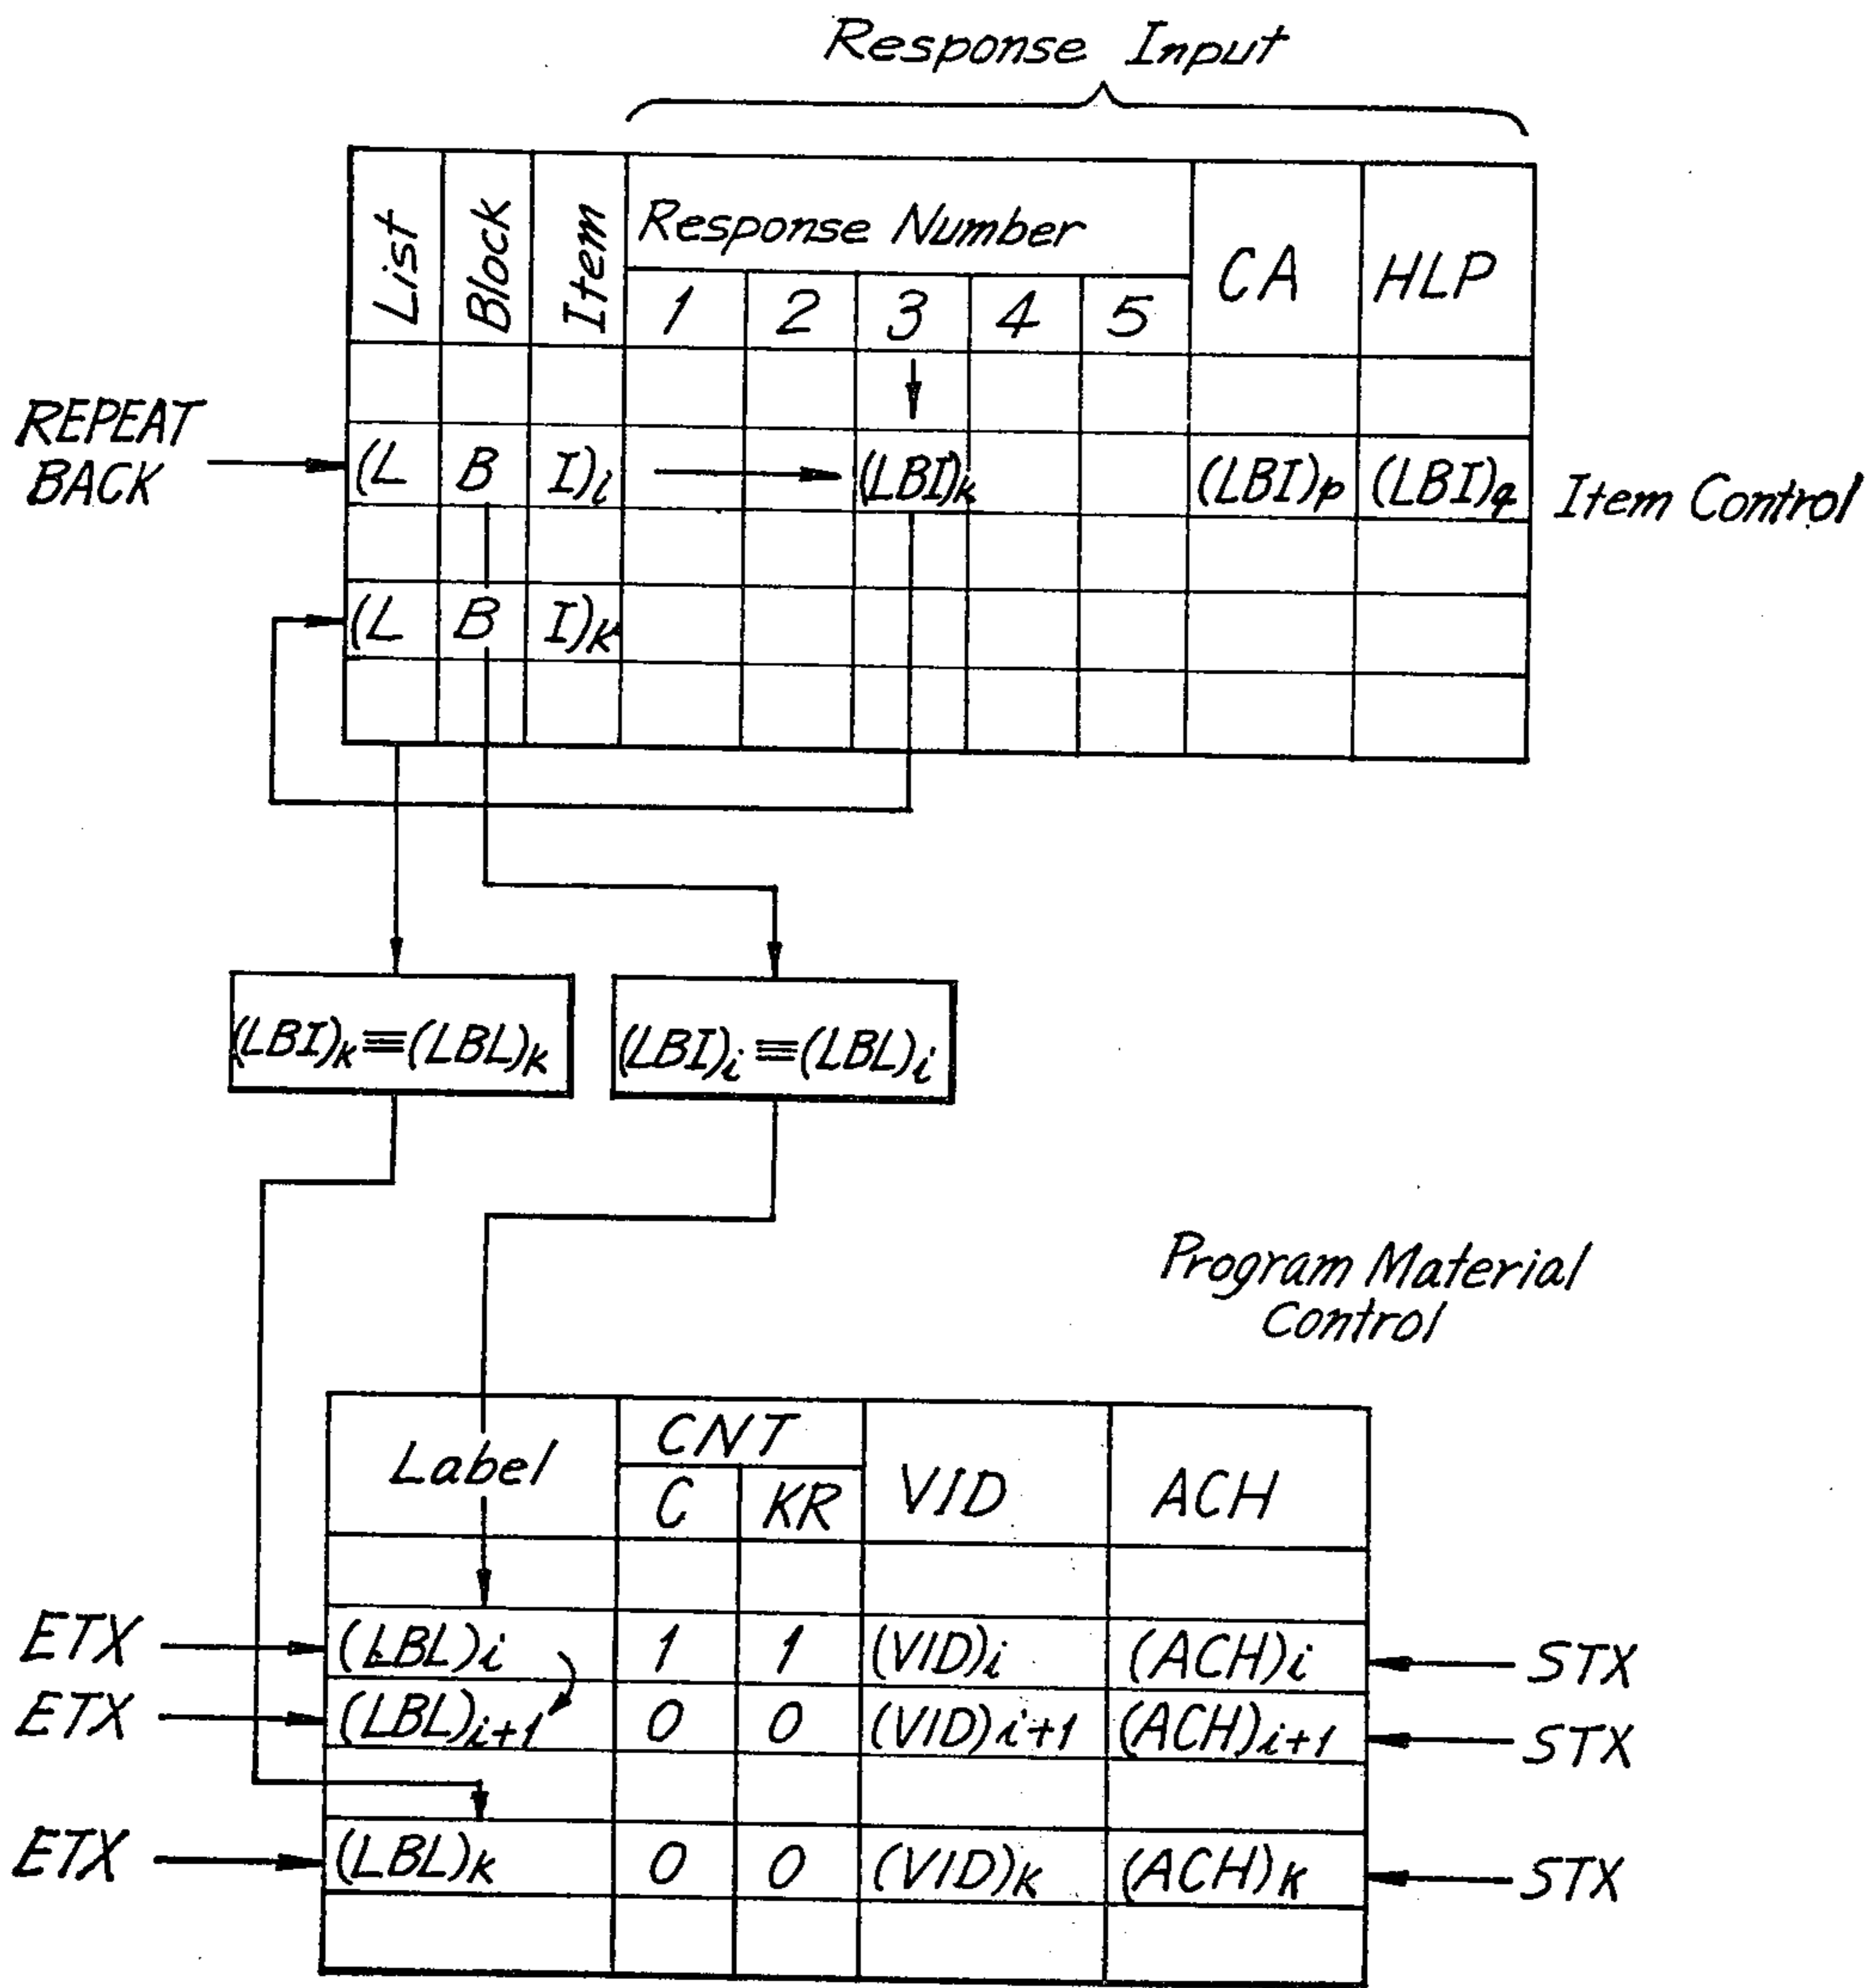 Response Input
List Block Item Response Number CA HLP
1 2 3 4 5
REPEAT
BACK
(L B I)i (LBI)k (LBI)p (LBI)q
Item Control
(L B I)k
(LBI)k≡(LBL)k (LBI)i≡(LBL)i
Program Material
Control
Label CNT VID ACH
C KR
ETX (LBL)i 1 1 (VID)i (ACH)i STX
ETX (LBL)i+1 0 0 (VID)i+1 (ACH)i+1 STX
ETX (LBL)k 0 0 (VID)k (ACH)k STX